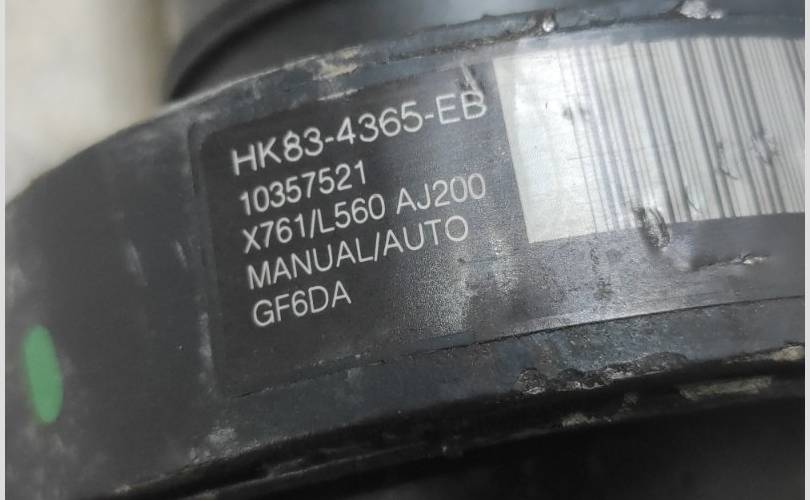 HK83-4365-EB
10357521
X761/L560 AJ200
MANUAL/AUTO
GF6DA